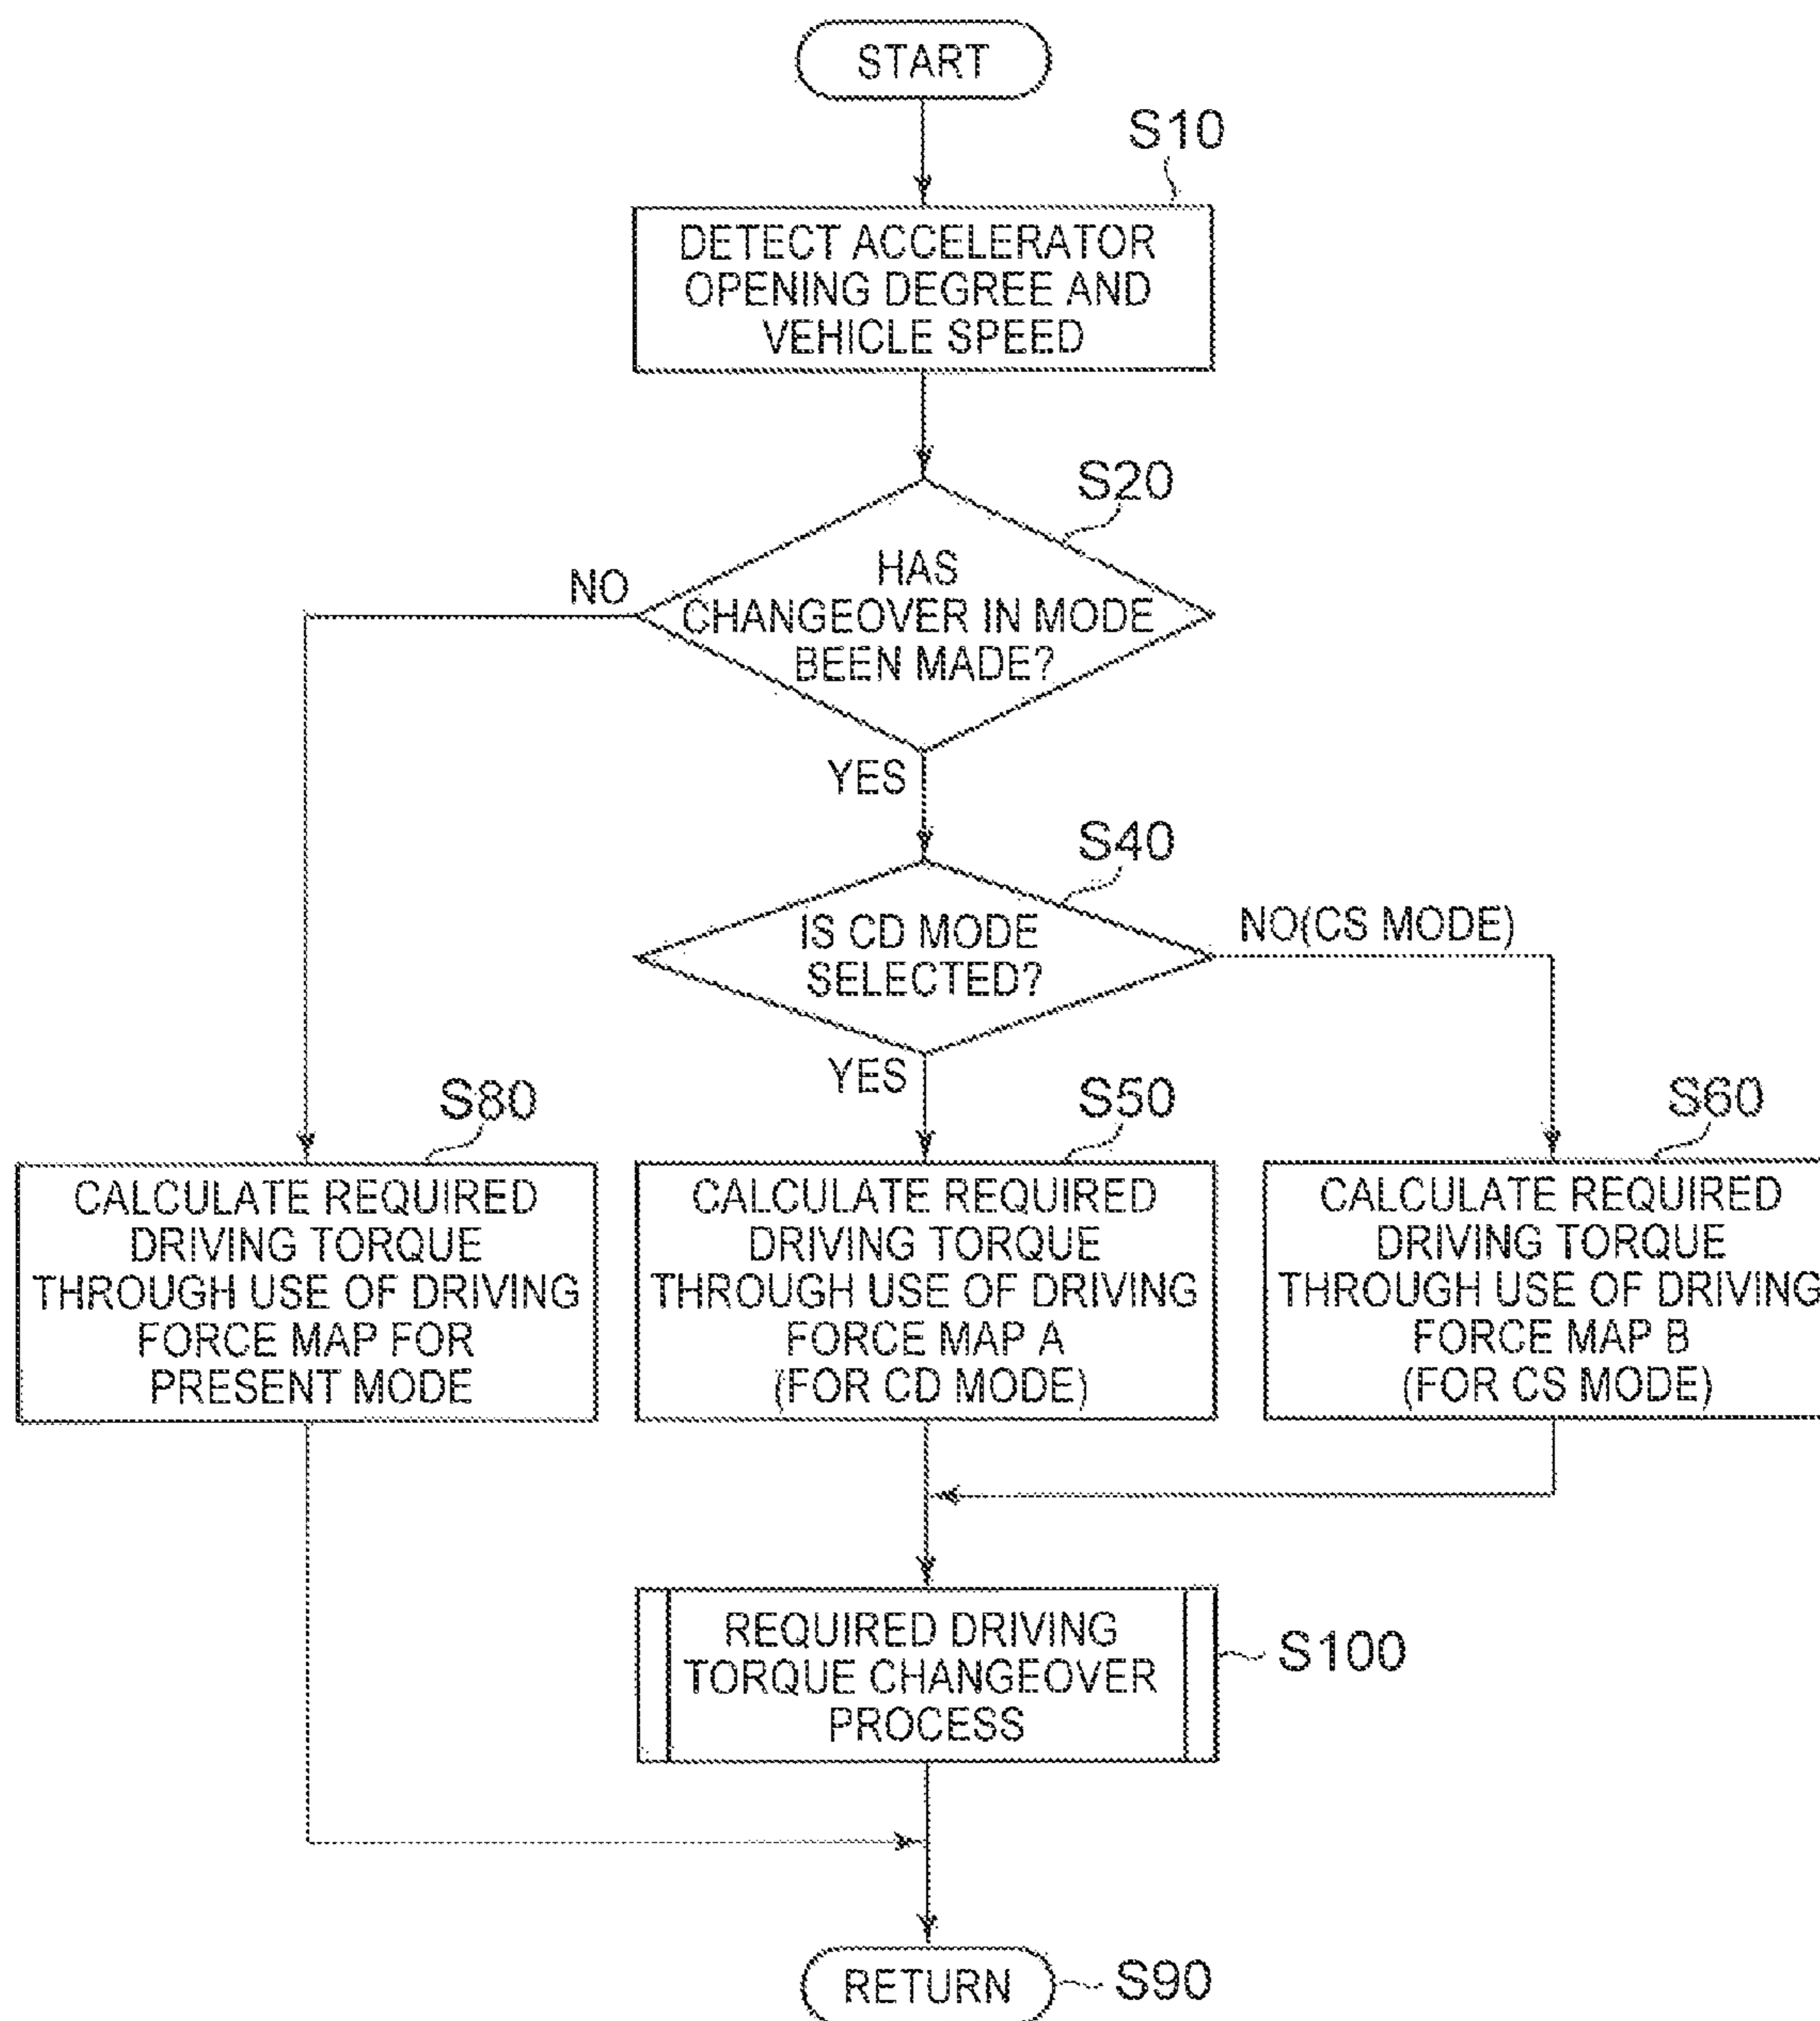 START
S10
DETECT ACCELERATOR
OPENING DEGREE AND
VEHICLE SPEED
S20
HAS
CHANGEOVER IN MODE
BEEN MADE?
NO
YES
S40
IS CD MODE
SELECTED?
NO(CS MODE)
YES
S80
CALCULATE REQUIRED
DRIVING TORQUE
THROUGH USE OF DRIVING
FORCE MAP FOR
PRESENT MODE
S50
CALCULATE REQUIRED
DRIVING TORQUE
THROUGH USE OF DRIVING
FORCE MAP A
(FOR CD MODE)
S60
CALCULATE REQUIRED
DRIVING TORQUE
THROUGH USE OF DRIVING
FORCE MAP B
(FOR CS MODE)
REQUIRED DRIVING
TORQUE CHANGEOVER
PROCESS
S100
RETURN
S90